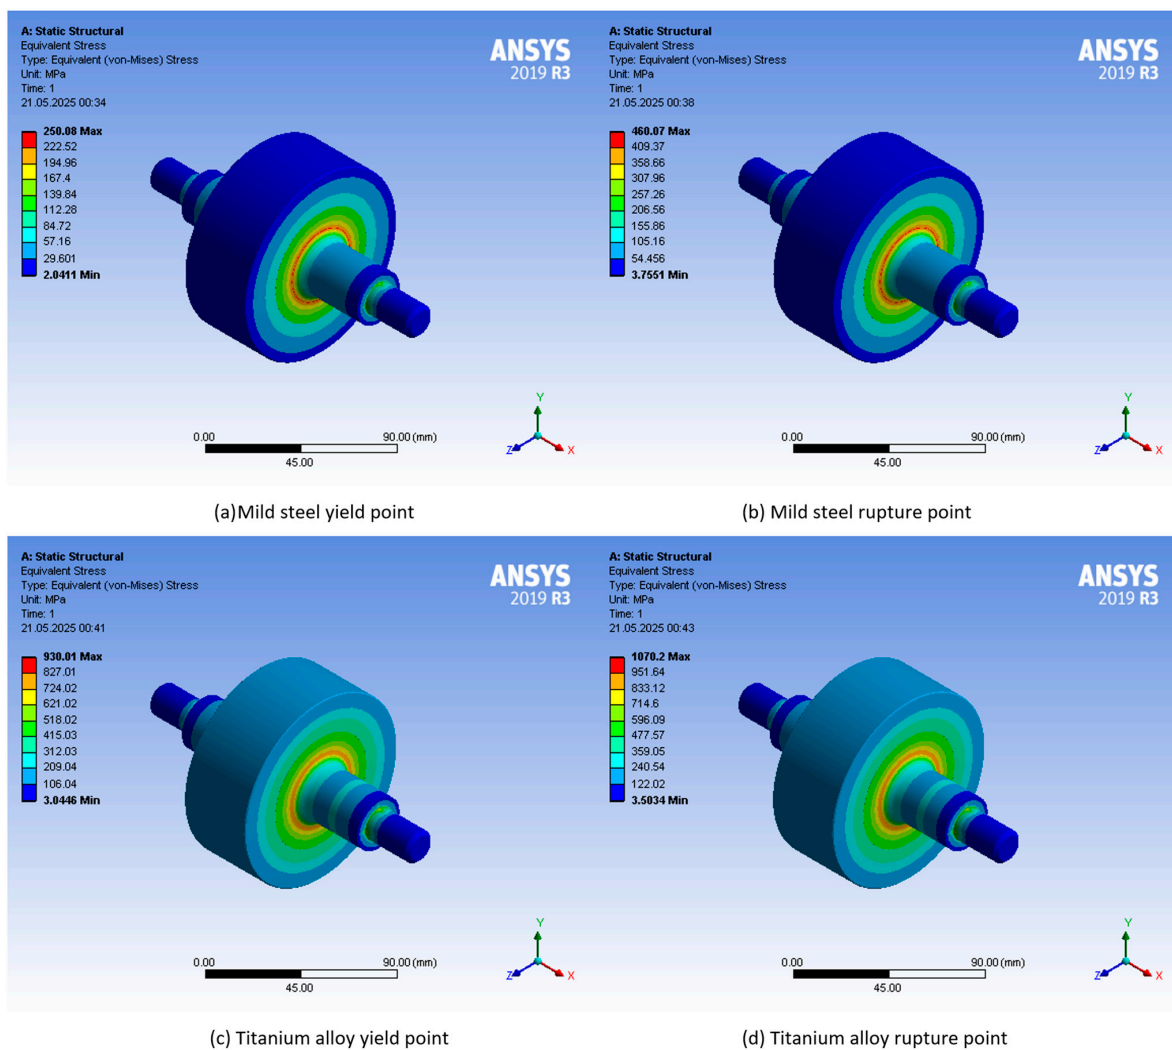 A: Static Structural
Equivalent Stress
Type: Equivalent (von-Mises) Stress
Unit: MPa
Time: 1
21.05.2025 00:34
ANSYS
2019 R3
250.08 Max
222.52
194.96
167.4
139.84
112.28
84.72
57.16
29.601
2.0411 Min
Y
Z
X
0.00
90.00 (mm)
45.00
(a)Mild steel yield point
A: Static Structural
Equivalent Stress
Type: Equivalent (von-Mises) Stress
Unit: MPa
Time: 1
21.05.2025 00:38
ANSYS
2019 R3
460.07 Max
409.37
358.66
307.96
257.26
206.56
155.86
105.16
54.456
3.7551 Min
Y
Z
X
0.00
90.00 (mm)
45.00
(b) Mild steel rupture point
A: Static Structural
Equivalent Stress
Type: Equivalent (von-Mises) Stress
Unit: MPa
Time: 1
21.05.2025 00:41
ANSYS
2019 R3
930.01 Max
827.01
724.02
621.02
518.02
415.03
312.03
209.04
106.04
3.0446 Min
Y
Z
X
0.00
90.00 (mm)
45.00
(c) Titanium alloy yield point
A: Static Structural
Equivalent Stress
Type: Equivalent (von-Mises) Stress
Unit: MPa
Time: 1
21.05.2025 00:43
ANSYS
2019 R3
1070.2 Max
951.64
833.12
714.6
596.09
477.57
359.05
240.54
122.02
3.5034 Min
Y
Z
X
0.00
90.00 (mm)
45.00
(d) Titanium alloy rupture point